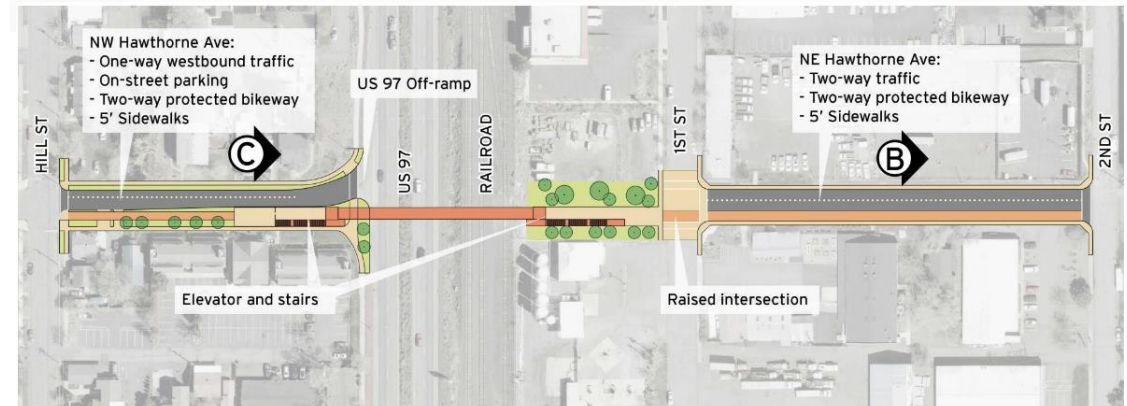 NW Hawthorne Ave:
- One-way westbound traffic
- On-street parking
- Two-way protected bikeway
- 5' Sidewalks
US 97 Off-ramp
NE Hawthorne Ave:
- Two-way traffic
- Two-way protected bikeway
- 5' Sidewalks
HILL ST
C
US 97
RAILROAD
1ST ST
B
2ND ST
Elevator and stairs
Raised intersection